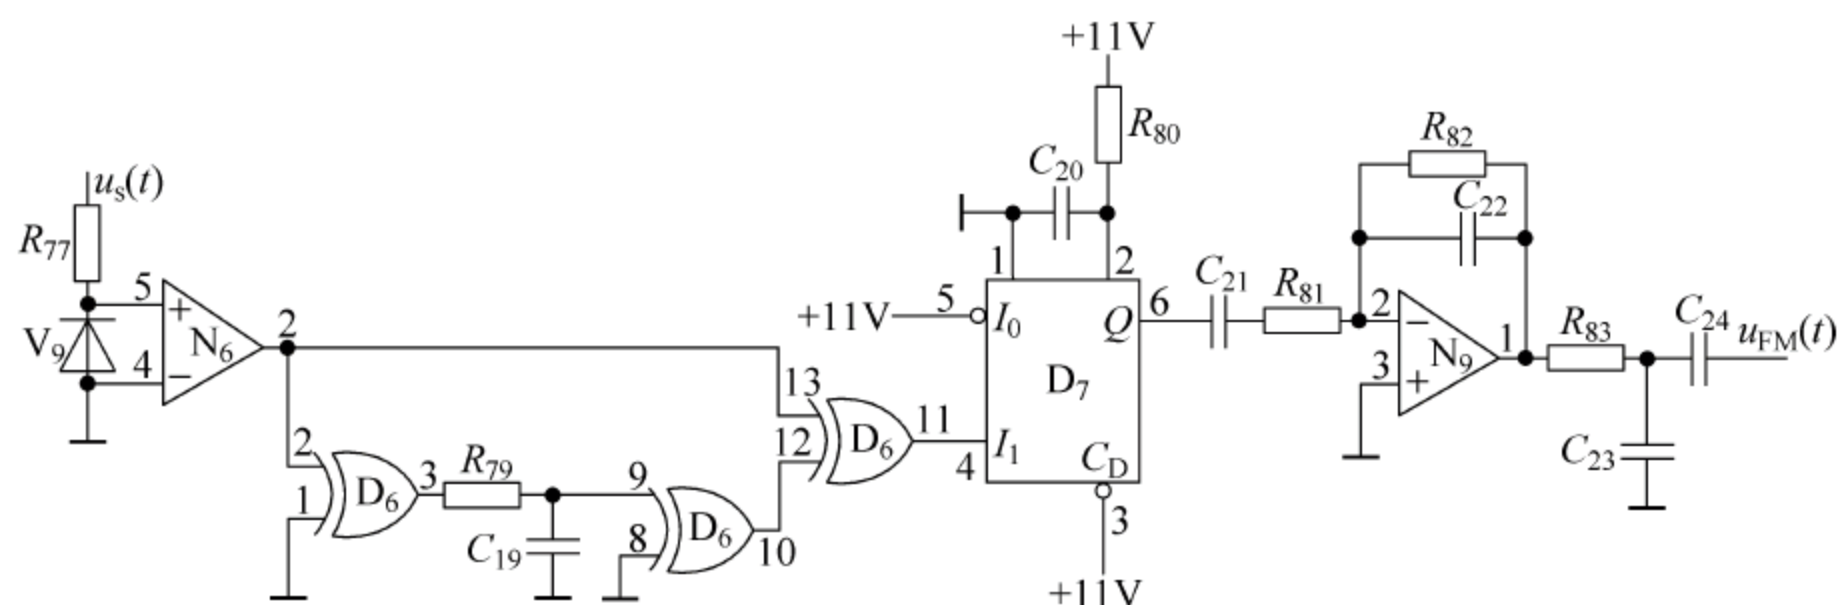 +11V
R80
C20
R82
C22
us(t)
R77
5
+
N6
2
V9
4
−
1
2
+11V
5
I0
Q
6
C21
R81
2
−
N9
1
R83
C24
uFM(t)
3
+
D7
13
12
D6
11
I1
4
CD
C23
2
1
D6
3
R79
9
8
D6
10
C19
3
+11V